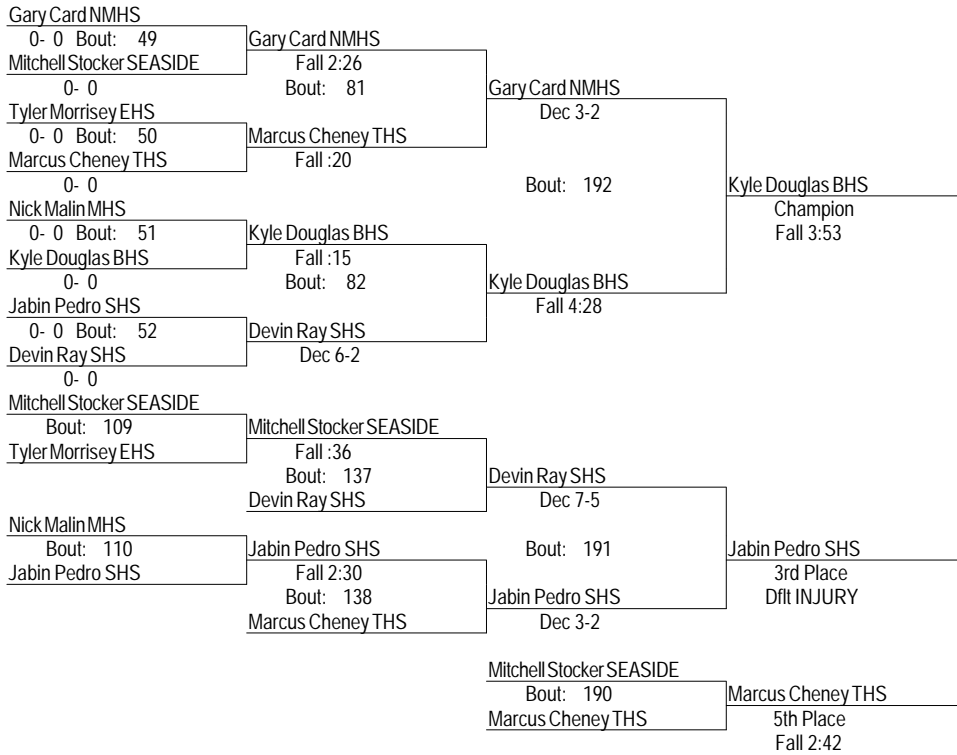 Gary Card NMHS
0- 0 Bout: 49 Gary Card NMHS
Mitchell Stocker SEASIDE Fall 2:26
0- 0 Bout: 81 Gary Card NMHS
Tyler Morrisey EHS Dec 3-2
0- 0 Bout: 50 Marcus Cheney THS
Marcus Cheney THS Fall :20
0- 0 Bout: 192 Kyle Douglas BHS
Nick Malin MHS Champion
0- 0 Bout: 51 Kyle Douglas BHS Fall 3:53
Kyle Douglas BHS Fall :15
0- 0 Bout: 82 Kyle Douglas BHS
Jabin Pedro SHS Fall 4:28
0- 0 Bout: 52 Devin Ray SHS
Devin Ray SHS Dec 6-2
0- 0
Mitchell Stocker SEASIDE
Bout: 109 Mitchell Stocker SEASIDE
Tyler Morrisey EHS Fall :36
Bout: 137 Devin Ray SHS
Devin Ray SHS Dec 7-5
Nick Malin MHS
Bout: 110 Jabin Pedro SHS Bout: 191 Jabin Pedro SHS
Jabin Pedro SHS Fall 2:30 3rd Place
Bout: 138 Jabin Pedro SHS Dflt INJURY
Marcus Cheney THS Dec 3-2
Mitchell Stocker SEASIDE
Bout: 190 Marcus Cheney THS
Marcus Cheney THS 5th Place
Fall 2:42